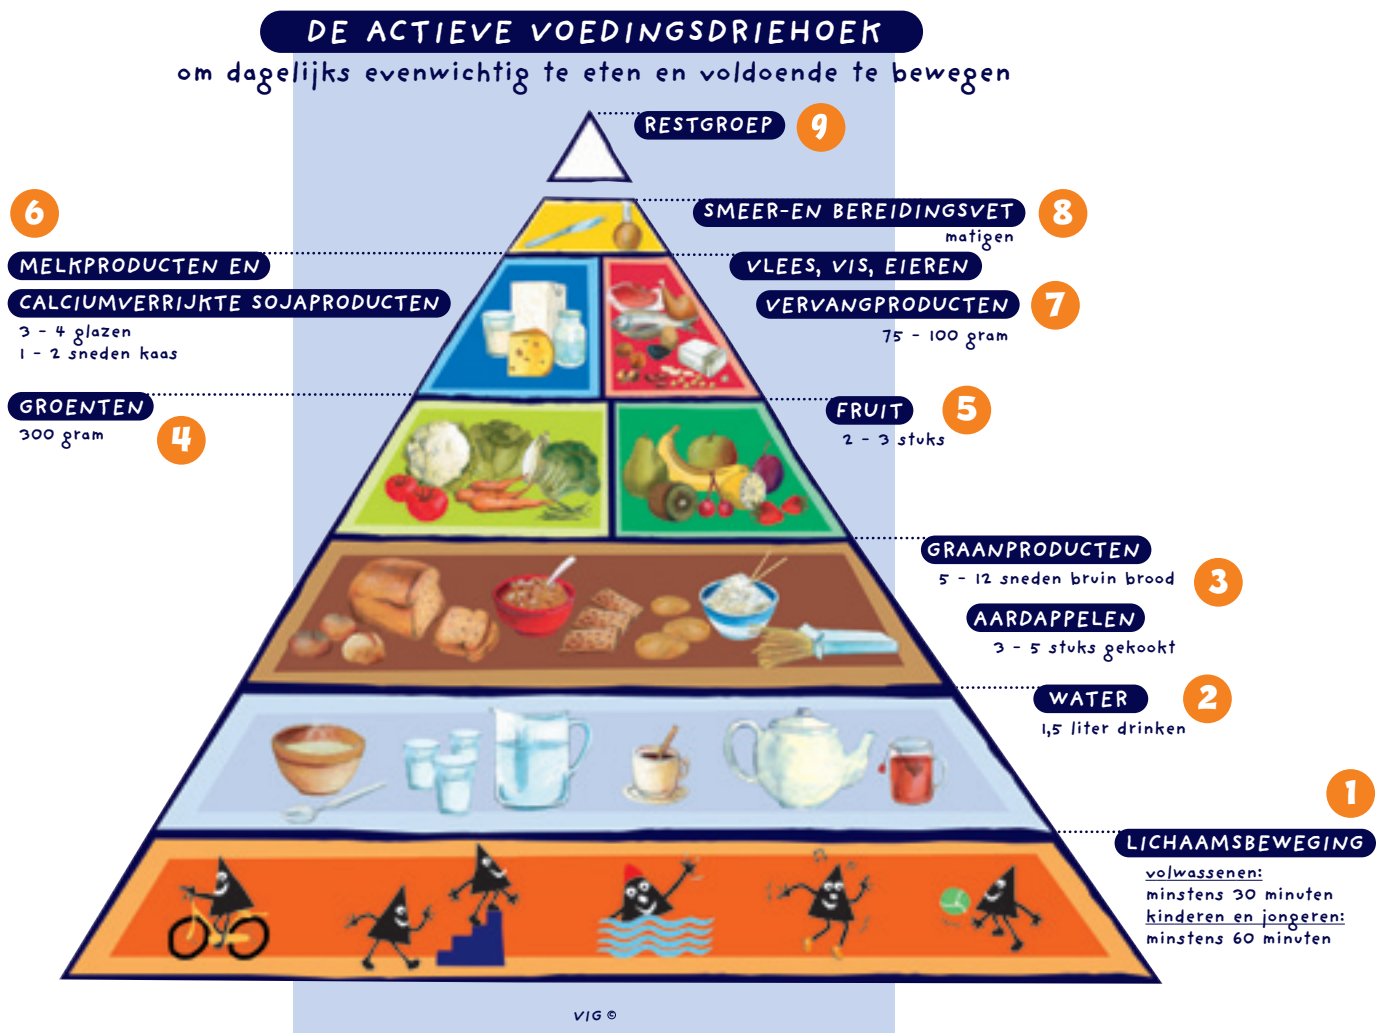 DE ACTIEVE VOEDINGSDRIEHOEK
om dagelijks evenwichtig te eten en voldoende te bewegen
RESTGROEP 9
6
SMEER-EN BEREIDINGSVET 8
matigen
MELKPRODUCTEN EN
CALCIUMVERRIJKTE SOJAPRODUCTEN
3 - 4 glazen
1 - 2 sneden kaas
VLEES, VIS, EIEREN
VERVANGPRODUCTEN 7
75 - 100 gram
GROENTEN
300 gram 4
FRUIT 5
2 - 3 stuks
GRAANPRODUCTEN
5 - 12 sneden bruin brood 3
AARDAPPELEN
3 - 5 stuks gekookt
WATER 2
1,5 liter drinken
1
LICHAAMSBEWEGING
volwassenen:
minstens 30 minuten
kinderen en jongeren:
minstens 60 minuten
VIG ©